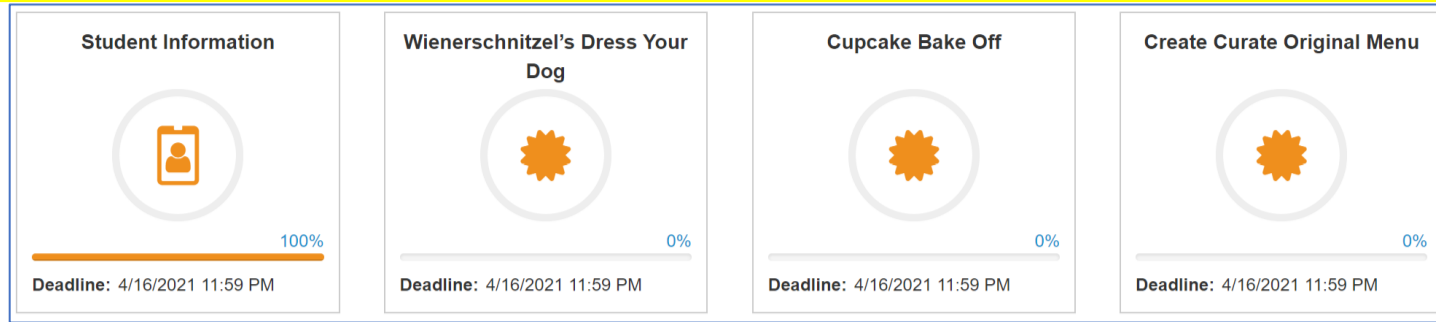 Student Information
100%
Deadline: 4/16/2021 11:59 PM
Wienerschnitzel's Dress Your
Dog
0%
Deadline: 4/16/2021 11:59 PM
Cupcake Bake Off
0%
Deadline: 4/16/2021 11:59 PM
Create Curate Original Menu
0%
Deadline: 4/16/2021 11:59 PM